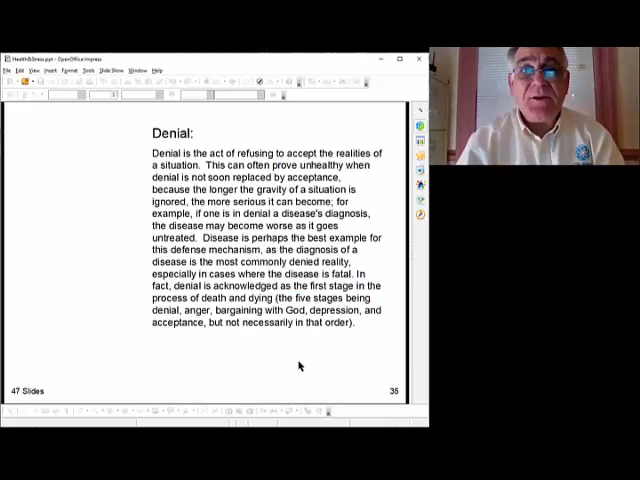 Health&Stress.ppt - OpenOffice Impress
File Edit View Insert Format Tools Slide Show Window Help
Denial:
Denial is the act of refusing to accept the realities of
a situation. This can often prove unhealthy when
denial is not soon replaced by acceptance,
because the longer the gravity of a situation is
ignored, the more serious it can become; for
example, if one is in denial a disease's diagnosis,
the disease may become worse as it goes
untreated. Disease is perhaps the best example for
this defense mechanism, as the diagnosis of a
disease is the most commonly denied reality,
especially in cases where the disease is fatal. In
fact, denial is acknowledged as the first stage in the
process of death and dying (the five stages being
denial, anger, bargaining with God, depression, and
acceptance, but not necessarily in that order).
47 Slides
35